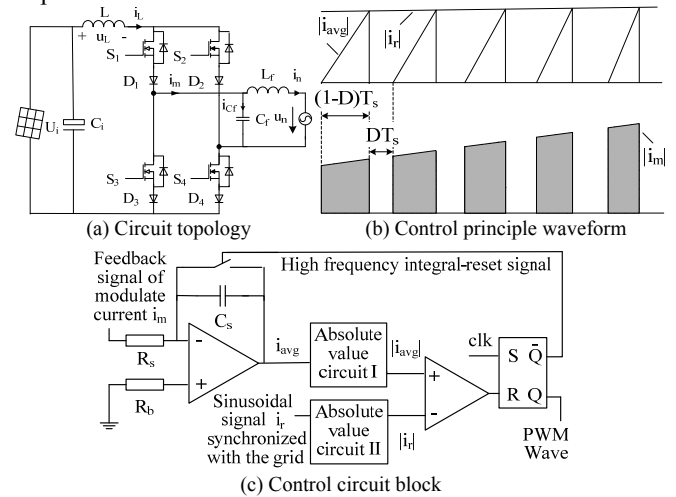 L
i_L
+ u_L -
S_1
S_2
D_1
i_m
D_2
L_f
i_n
U_i
C_i
i_Cf
C_f
u_n
S_3
S_4
D_3
D_4
(a) Circuit topology
|i_avg|
|i_r|
(1-D)T_s
DT_s
|i_m|
(b) Control principle waveform
Feedback
signal of
modulate
current i_m
High frequency integral-reset signal
C_s
R_s
-
+
R_b
i_avg
Absolute
value
circuit I
|i_avg|
Sinusoidal
signal i_r
synchronized
with the grid
Absolute
value
circuit II
|i_r|
+
-
clk
S Q̄
R Q
PWM
Wave
(c) Control circuit block